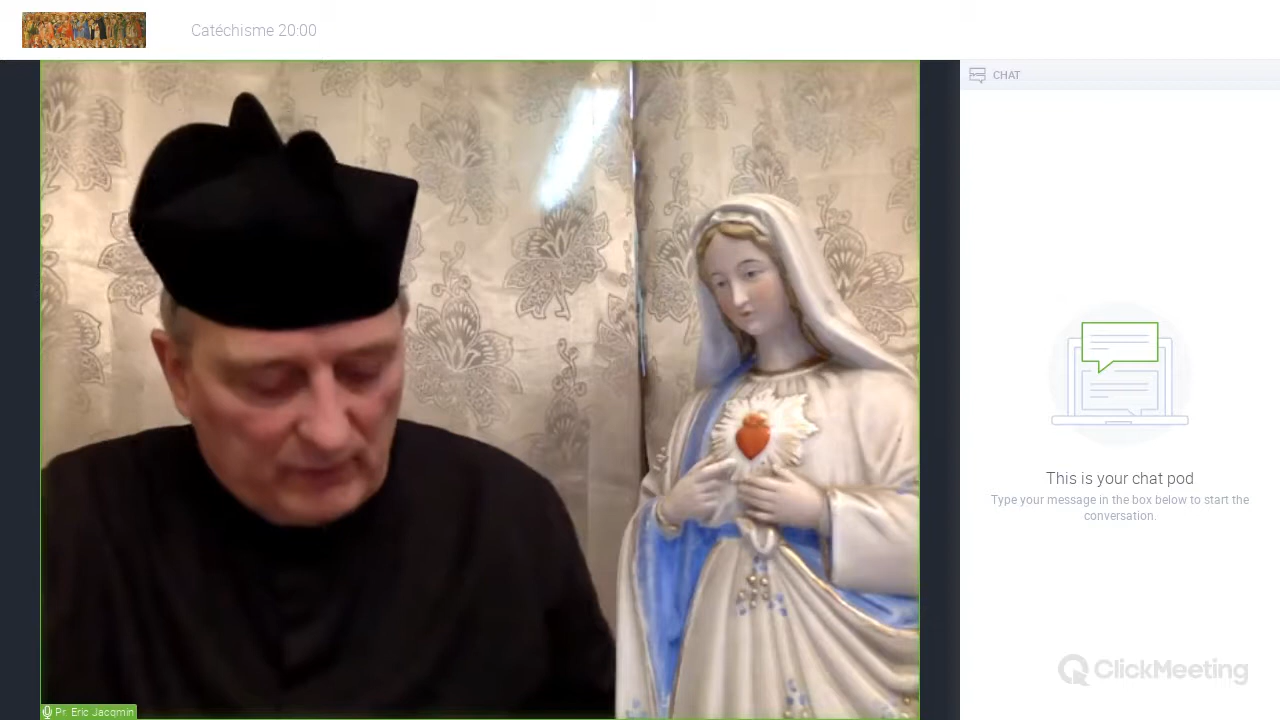 Catéchisme 20:00
CHAT
This is your chat pod
Type your message in the box below to start the
conversation.
ClickMeeting
Pr. Eric Jacqmin